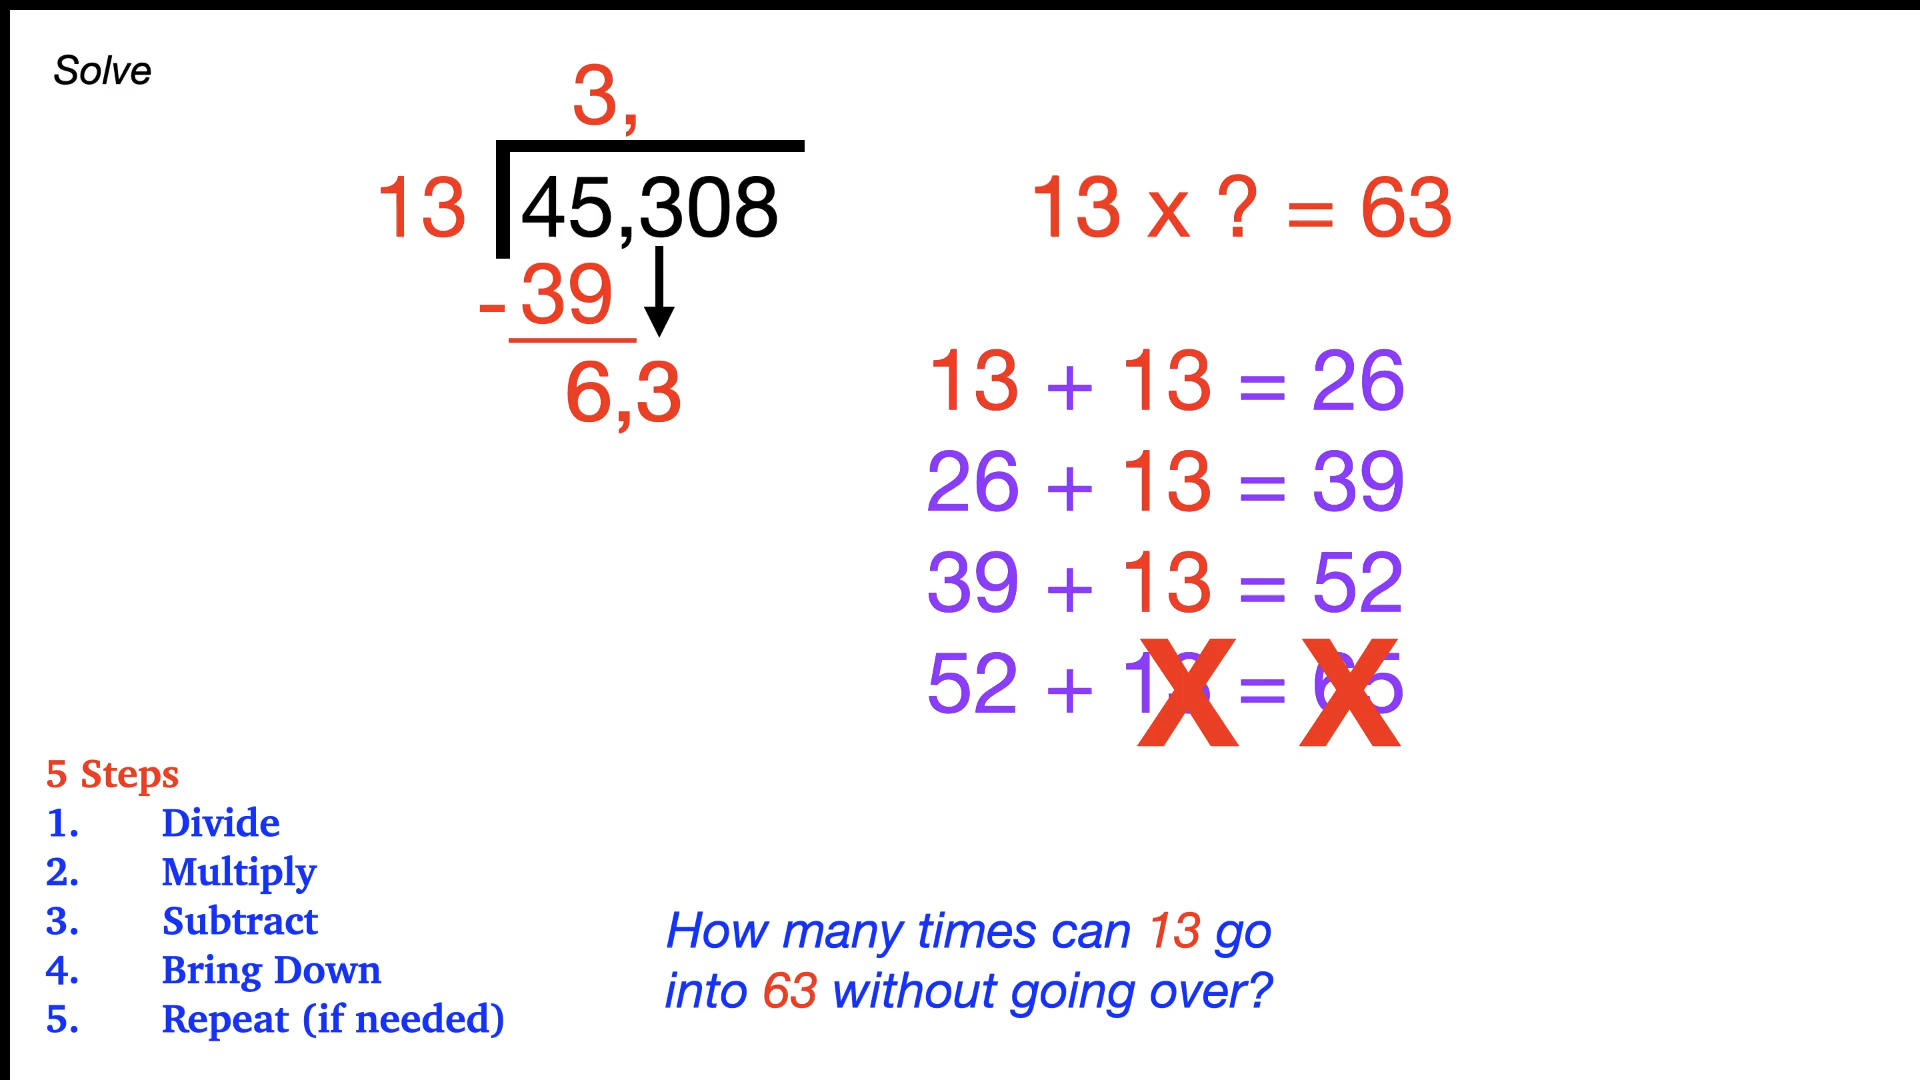 Solve
3,
13 45,308
- 39
6,3
13 x ? = 63
13 + 13 = 26
26 + 13 = 39
39 + 13 = 52
52 + 13 = 65
X X
5 Steps
1. Divide
2. Multiply
3. Subtract
4. Bring Down
5. Repeat (if needed)
How many times can 13 go
into 63 without going over?